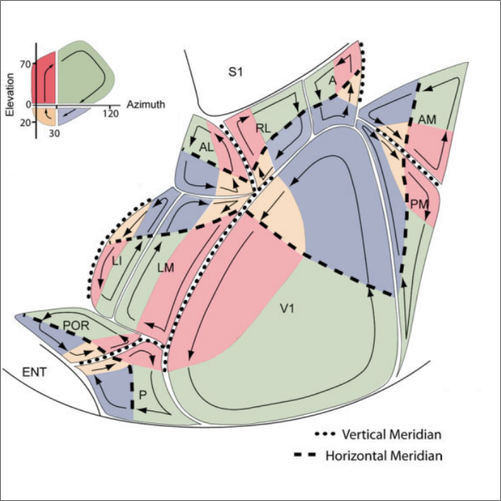 S1
A
70
Elevation
0
Azimuth
20
30
120
AM
RL
AL
PM
LI
LM
V1
POR
ENT
P
Vertical Meridian
Horizontal Meridian